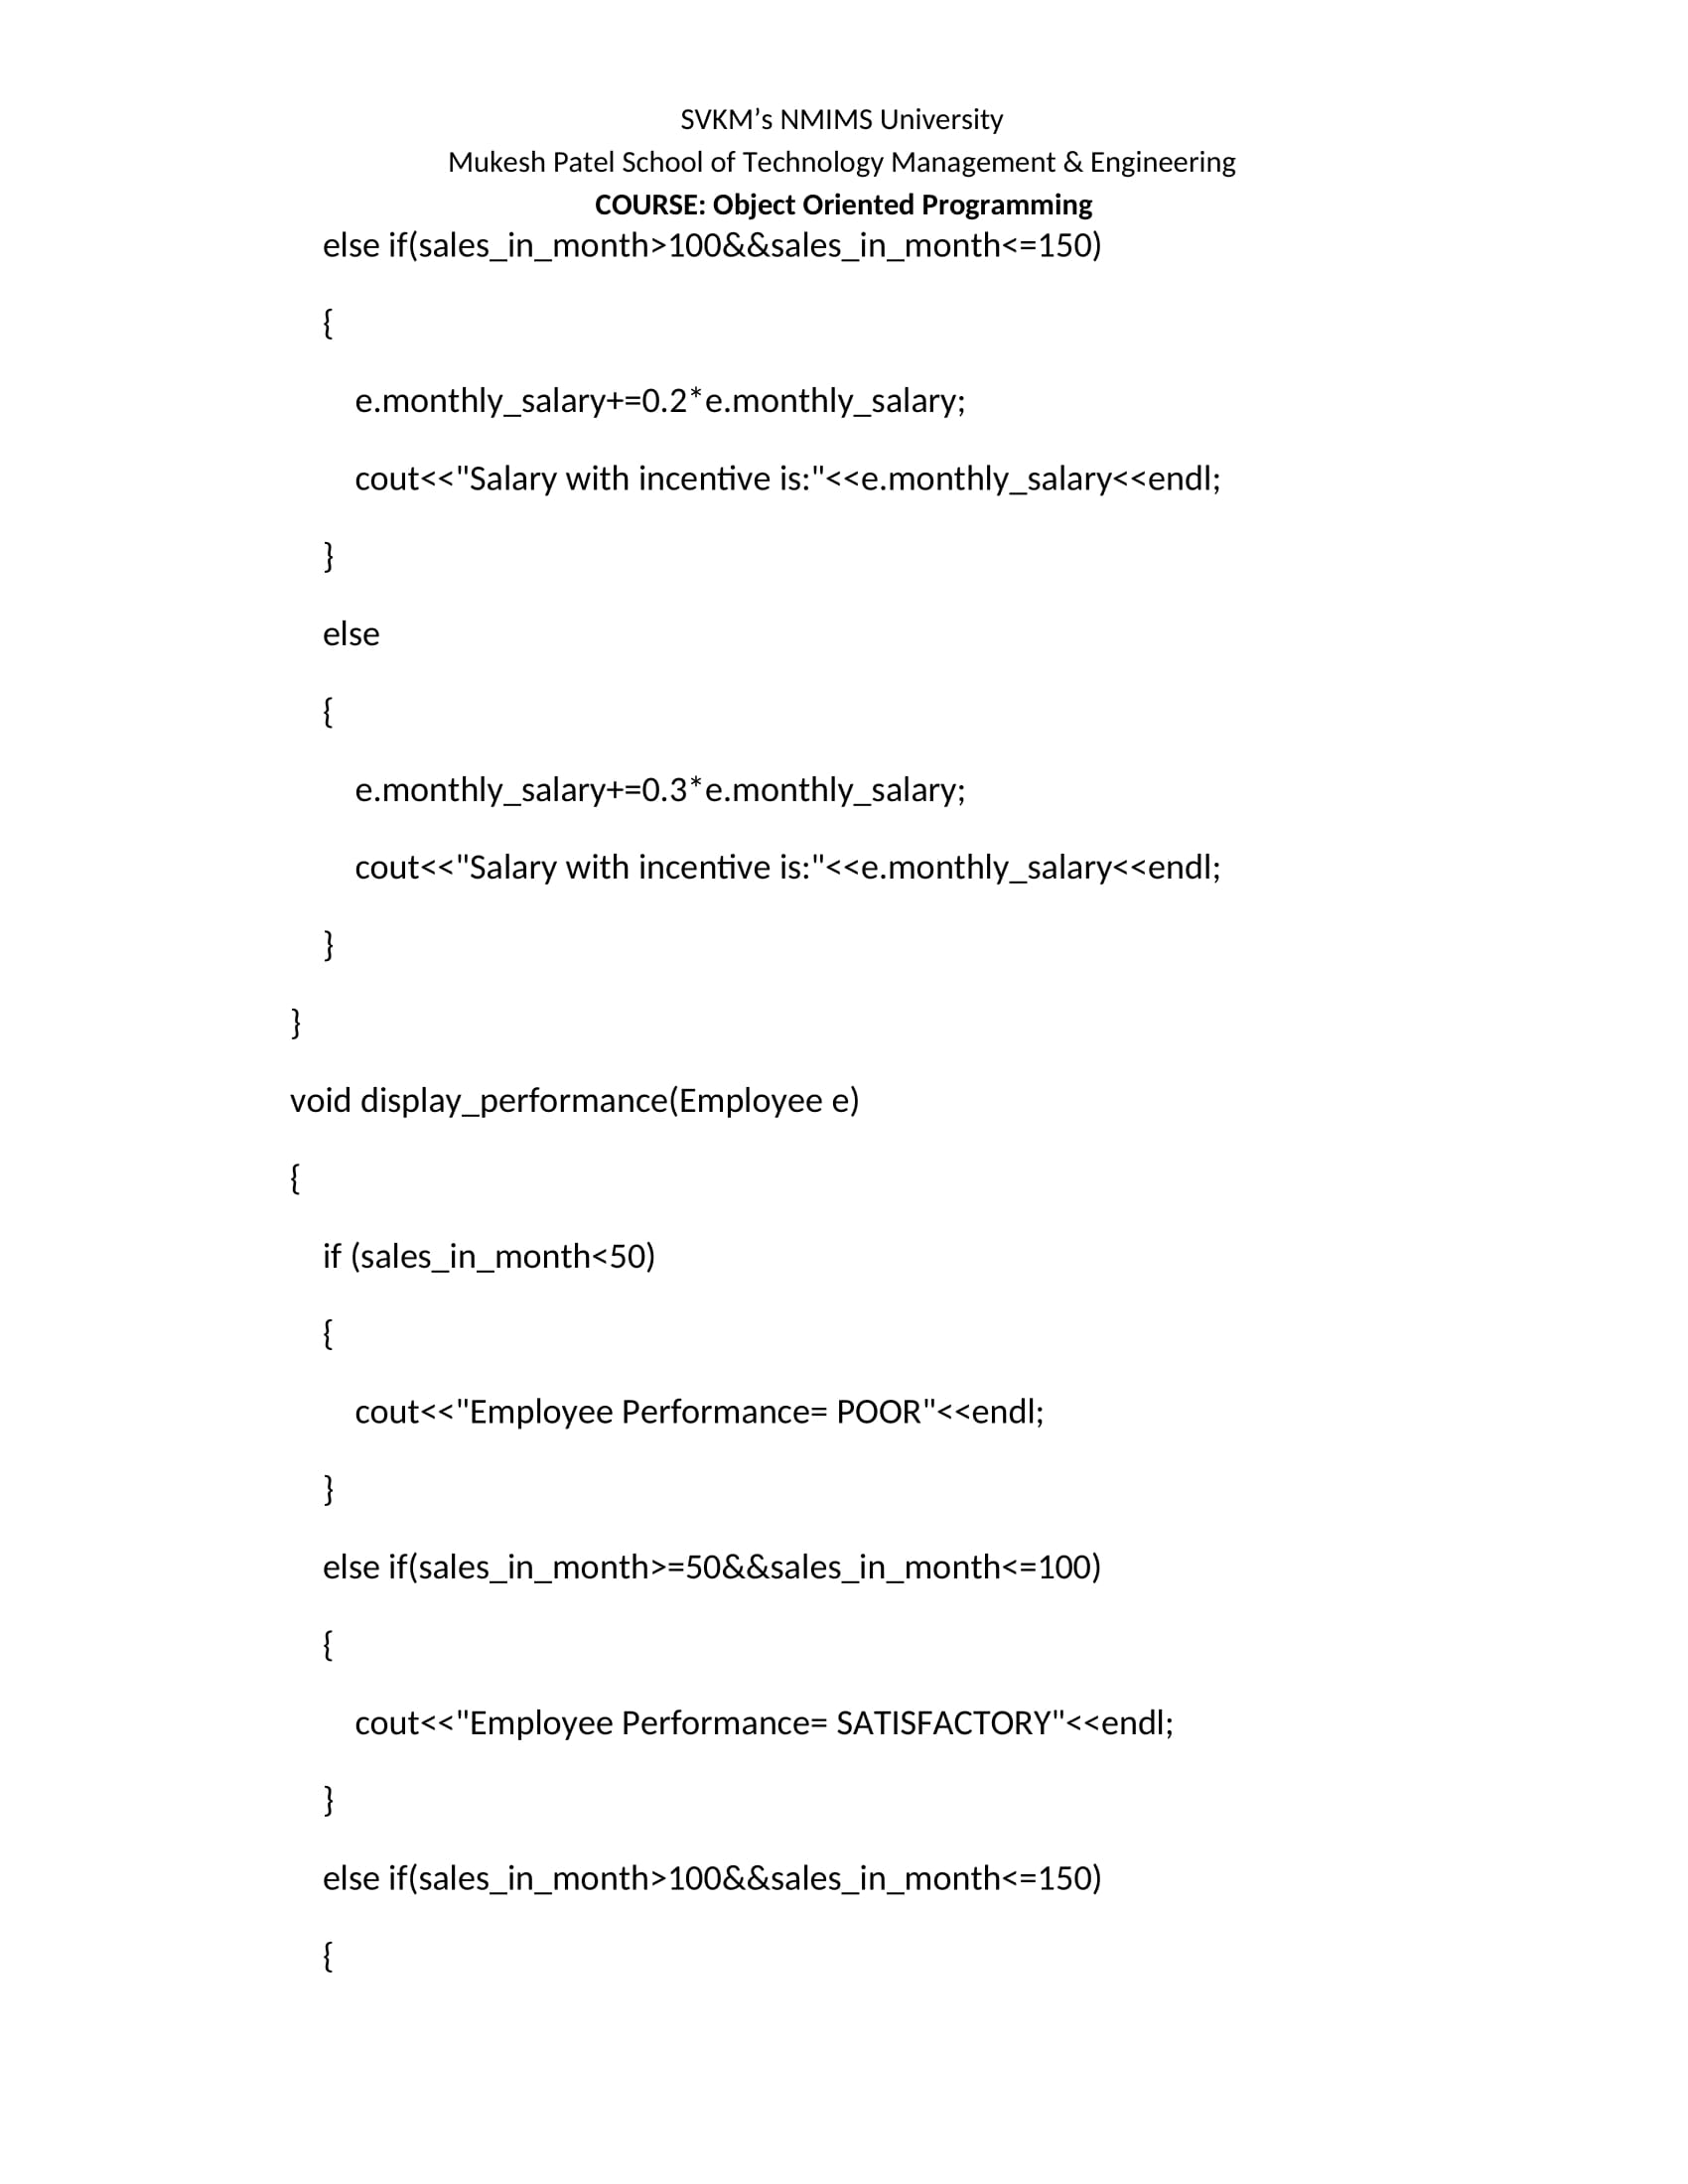 SVKM’s NMIMS University
Mukesh Patel School of Technology Management & Engineering
COURSE: Object Oriented Programming
else if(sales_in_month>100&&sales_in_month<=150)
{
e.monthly_salary+=0.2*e.monthly_salary;
cout<<"Salary with incentive is:"<<e.monthly_salary<<endl;
}
else
{
e.monthly_salary+=0.3*e.monthly_salary;
cout<<"Salary with incentive is:"<<e.monthly_salary<<endl;
}
}
void display_performance(Employee e)
{
if (sales_in_month<50)
{
cout<<"Employee Performance= POOR"<<endl;
}
else if(sales_in_month>=50&&sales_in_month<=100)
{
cout<<"Employee Performance= SATISFACTORY"<<endl;
}
else if(sales_in_month>100&&sales_in_month<=150)
{